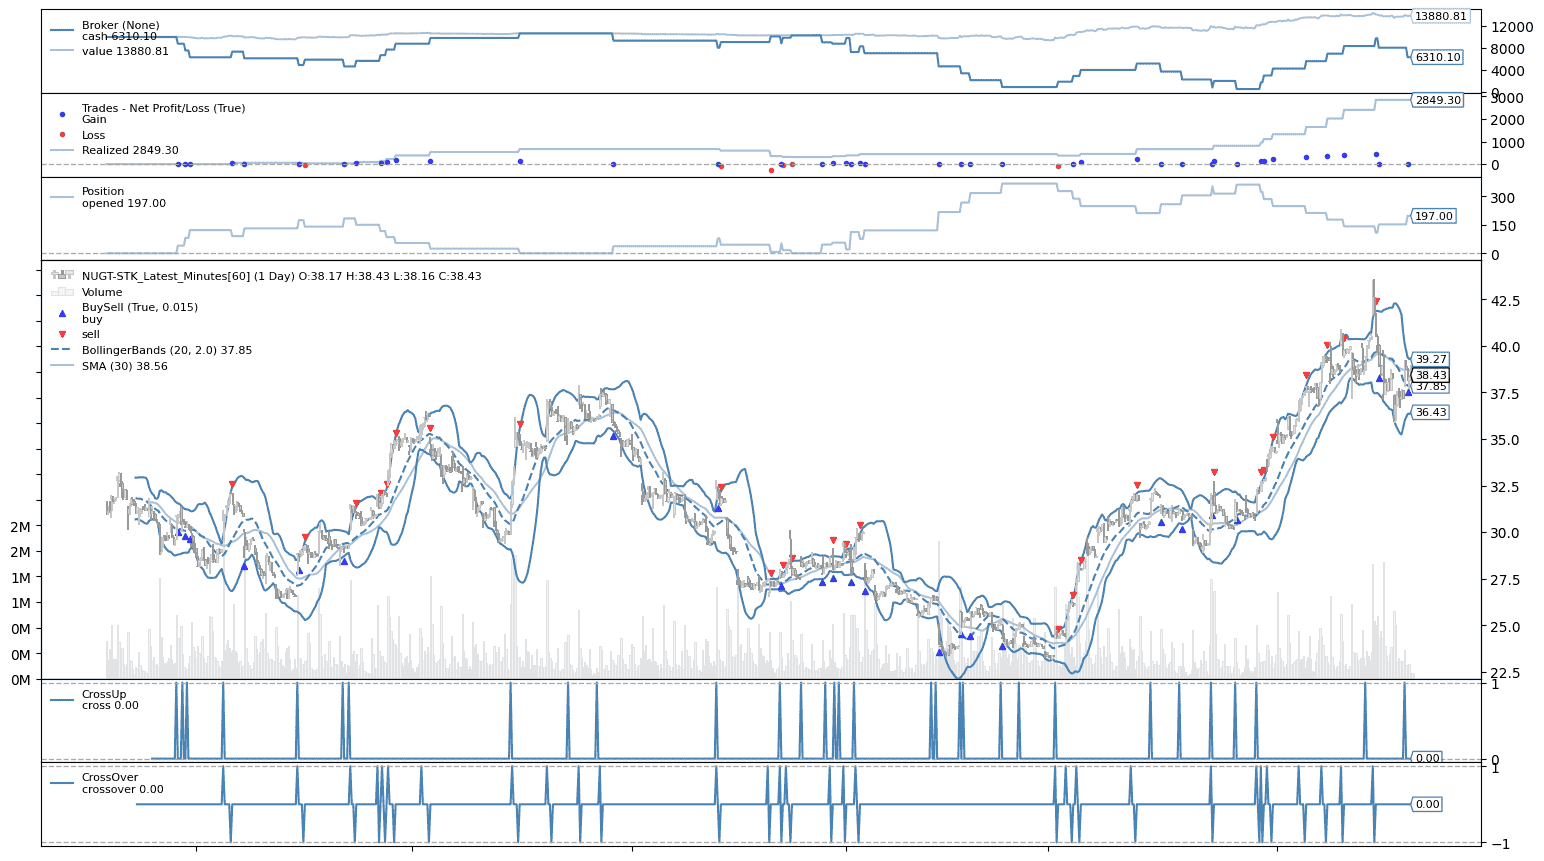 Broker (None)
cash 6310.10
value 13880.81
13880.81
12000
8000
6310.10
4000
0
Trades - Net Profit/Loss (True)
Gain
Loss
Realized 2849.30
3000
2849.30
2000
1000
0
Position
opened 197.00
300
197.00
150
0
NUGT-STK_Latest_Minutes[60] (1 Day) O:38.17 H:38.43 L:38.16 C:38.43
Volume
BuySell (True, 0.015)
buy
sell
BollingerBands (20, 2.0) 37.85
SMA (30) 38.56
42.5
40.0
39.27
38.43
37.85
37.5
36.43
35.0
32.5
30.0
27.5
25.0
22.5
2M
2M
1M
1M
0M
0M
0M
CrossUp
cross 0.00
1
0.00
0
CrossOver
crossover 0.00
1
0.00
−1